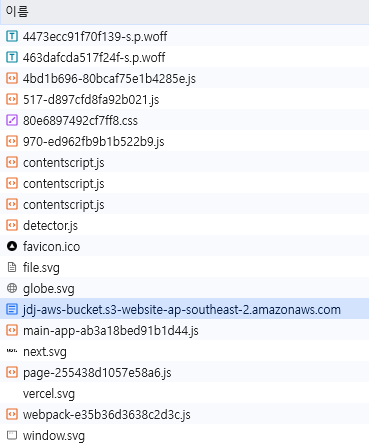 이름
4473ecc91f70f139-s.p.woff
463dafcda517f24f-s.p.woff
4bd1b696-80bcaf75e1b4285e.js
517-d897cfd8fa92b021.js
80e6897492cf7ff8.css
970-ed962fb9b1b522b9.js
contentscript.js
contentscript.js
contentscript.js
detector.js
favicon.ico
file.svg
globe.svg
jdj-aws-bucket.s3-website-ap-southeast-2.amazonaws.com
main-app-ab3a18bed91b1d44.js
next.svg
page-255438d1057e58a6.js
vercel.svg
webpack-e35b36d3638c2d3c.js
window.svg